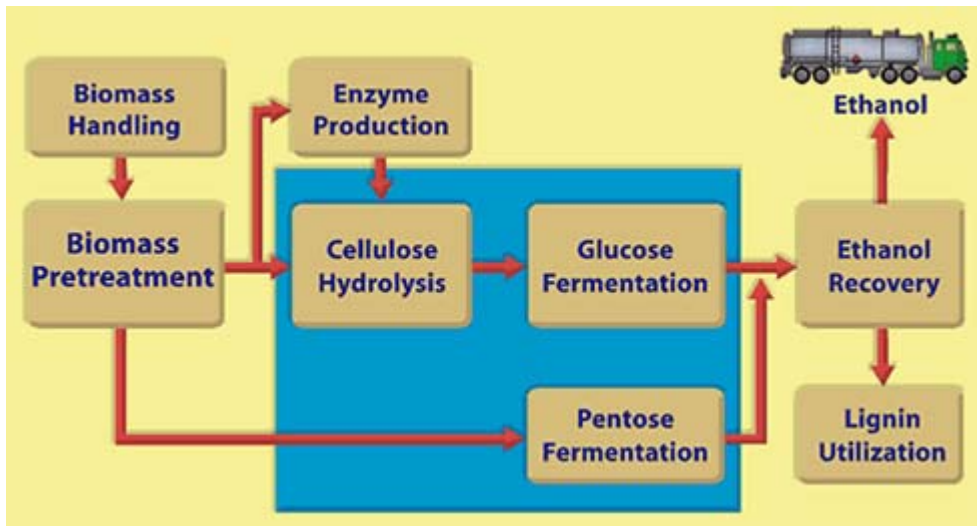 Biomass
Handling
Enzyme
Production
Ethanol
Biomass
Pretreatment
Cellulose
Hydrolysis
Glucose
Fermentation
Ethanol
Recovery
Pentose
Fermentation
Lignin
Utilization